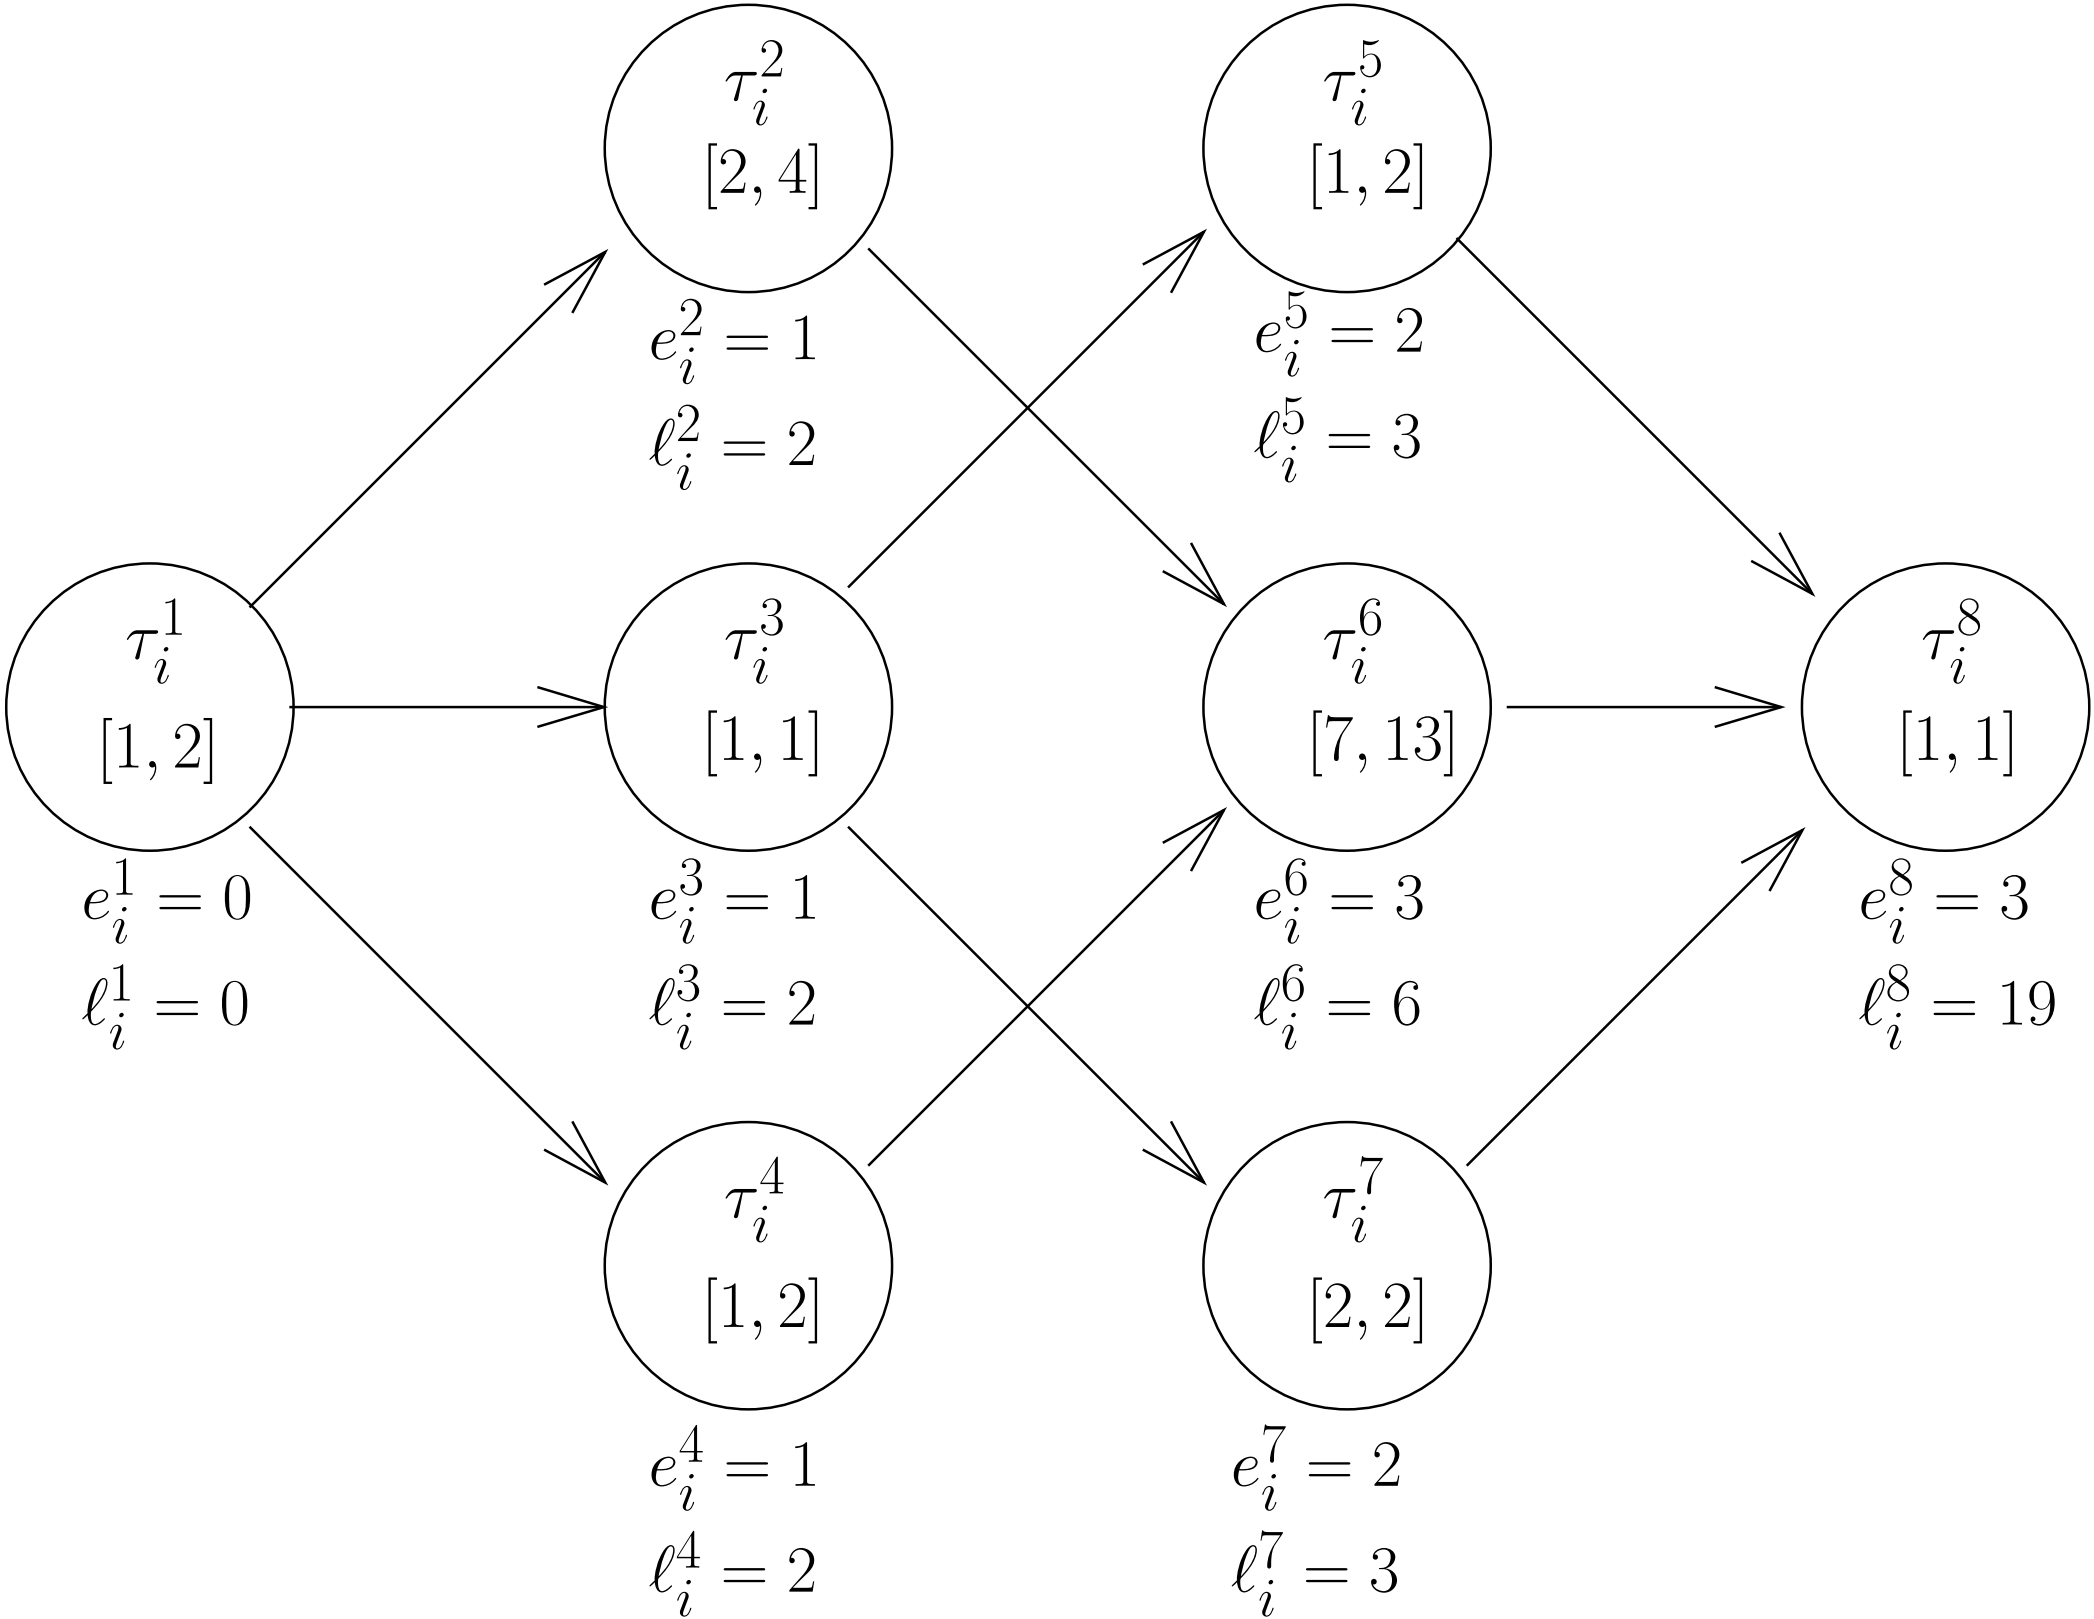 τ_i^1
[1, 2]
e_i^1 = 0
ℓ_i^1 = 0
τ_i^2
[2, 4]
e_i^2 = 1
ℓ_i^2 = 2
τ_i^3
[1, 1]
e_i^3 = 1
ℓ_i^3 = 2
τ_i^4
[1, 2]
e_i^4 = 1
ℓ_i^4 = 2
τ_i^5
[1, 2]
e_i^5 = 2
ℓ_i^5 = 3
τ_i^6
[7, 13]
e_i^6 = 3
ℓ_i^6 = 6
τ_i^7
[2, 2]
e_i^7 = 2
ℓ_i^7 = 3
τ_i^8
[1, 1]
e_i^8 = 3
ℓ_i^8 = 19